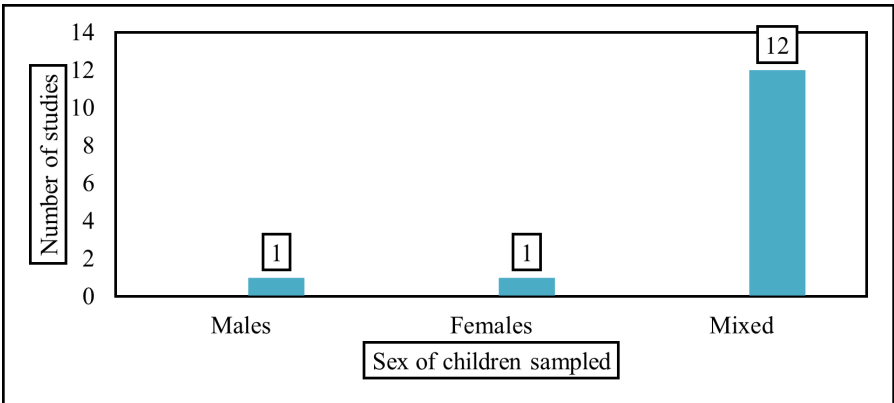 14
12
12
10
8
6
4
2
0
Number of studies
1
1
Males
Females
Mixed
Sex of children sampled